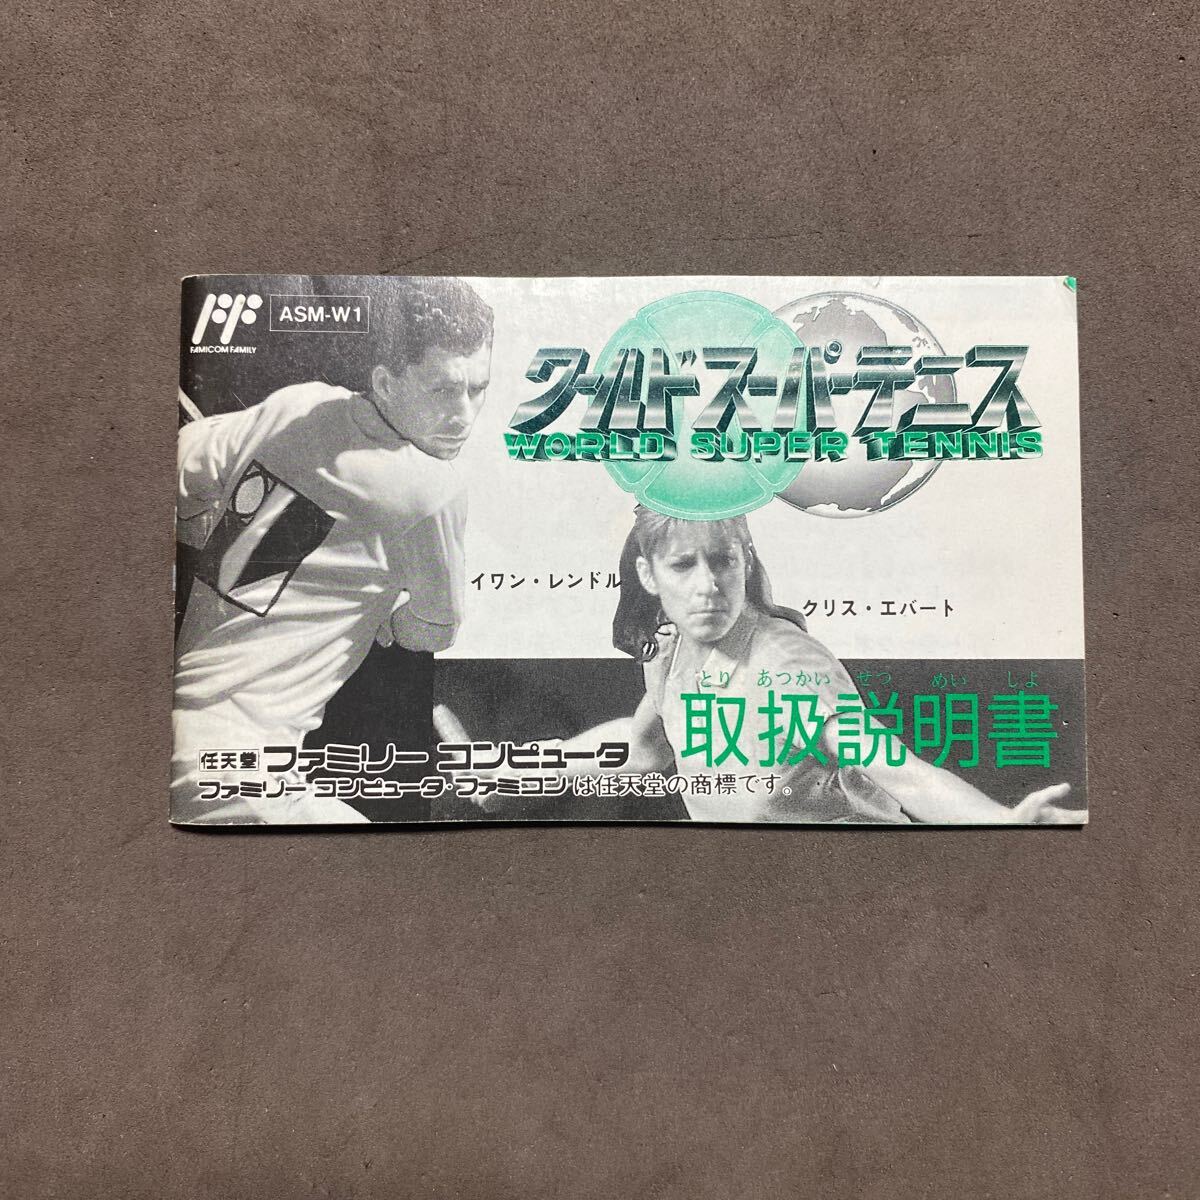 FAMICOM FAMILY
ASM-W1
ワールドスーパーテニス
WORLD SUPER TENNIS
イワン・レンドル
クリス・エバート
とり あつかい せつ めい しよ
取扱説明書
任天堂 ファミリー コンピュータ
ファミリー コンピュータ・ファミコンは任天堂の商標です。